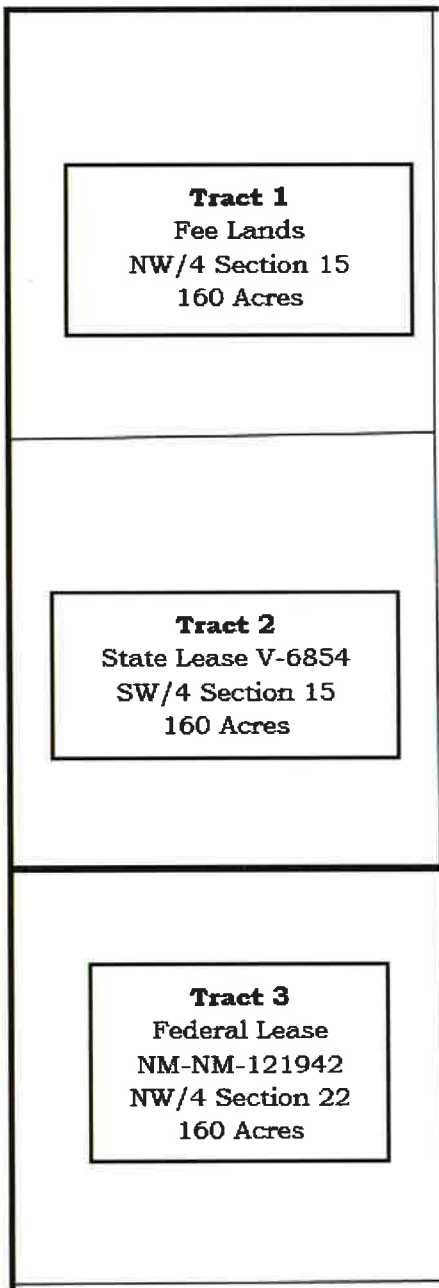 Tract 1
Fee Lands
NW/4 Section 15
160 Acres
Tract 2
State Lease V-6854
SW/4 Section 15
160 Acres
Tract 3
Federal Lease
NM-NM-121942
NW/4 Section 22
160 Acres